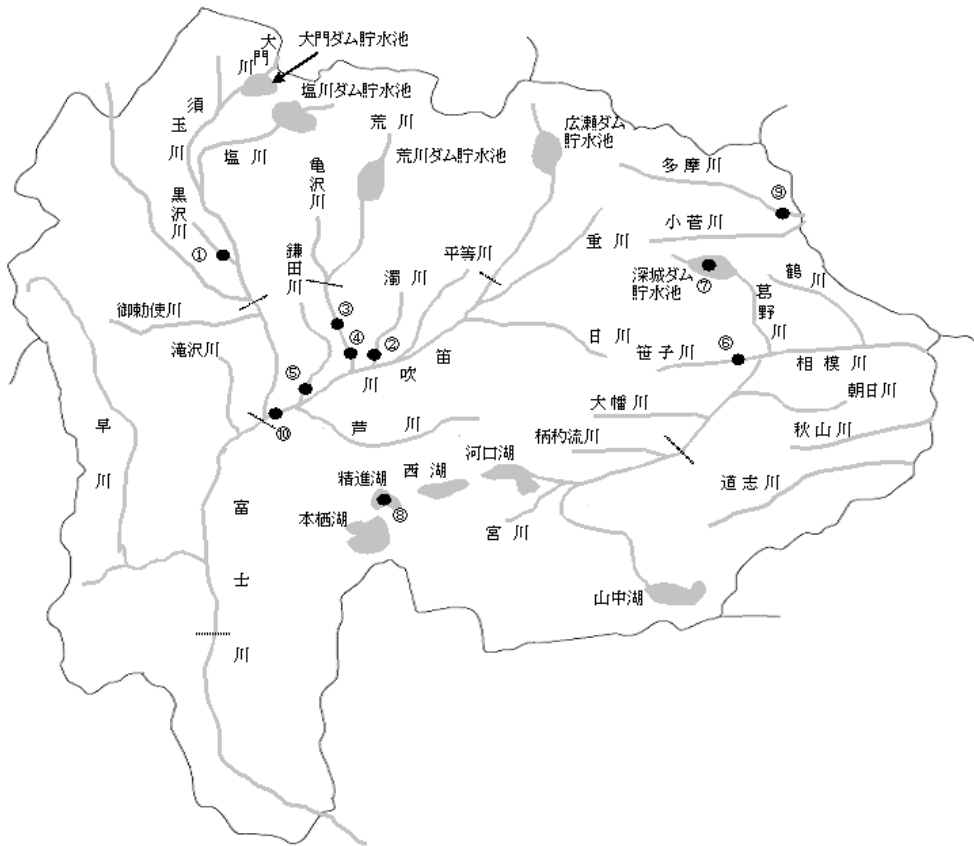 大門川
大門ダム貯水池
塩川ダム貯水池
須玉川
塩川
荒川
亀沢川
荒川ダム貯水池
広瀬ダム
貯水池
多摩川
⑨
黒沢川
①
小菅川
重川
平等川
鎌田川
濁川
深城ダム
貯水池
⑦
鶴川
葛野川
御勅使川
③
④
②
滝沢川
日川
笹子川
⑥
相模川
笛吹川
⑤
朝日川
大幡川
⑩
芦川
秋山川
柄杓流川
早川
河口湖
西湖
精進湖
⑧
道志川
本栖湖
宮川
富士川
山中湖